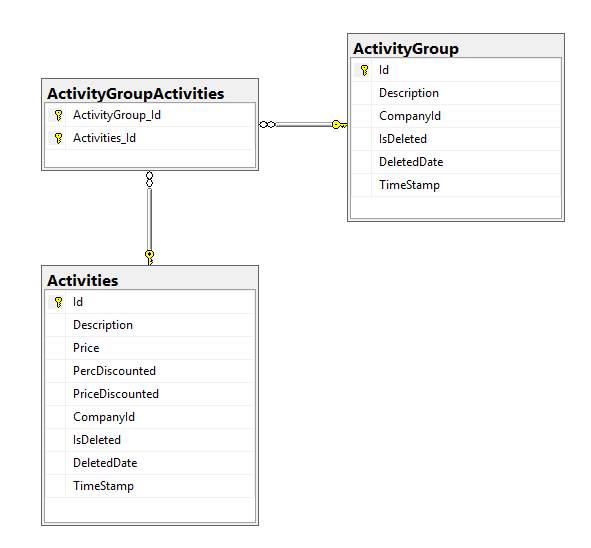 ActivityGroupActivities
ActivityGroup_Id
Activities_Id
ActivityGroup
Id
Description
CompanyId
IsDeleted
DeletedDate
TimeStamp
Activities
Id
Description
Price
PercDiscounted
PriceDiscounted
CompanyId
IsDeleted
DeletedDate
TimeStamp